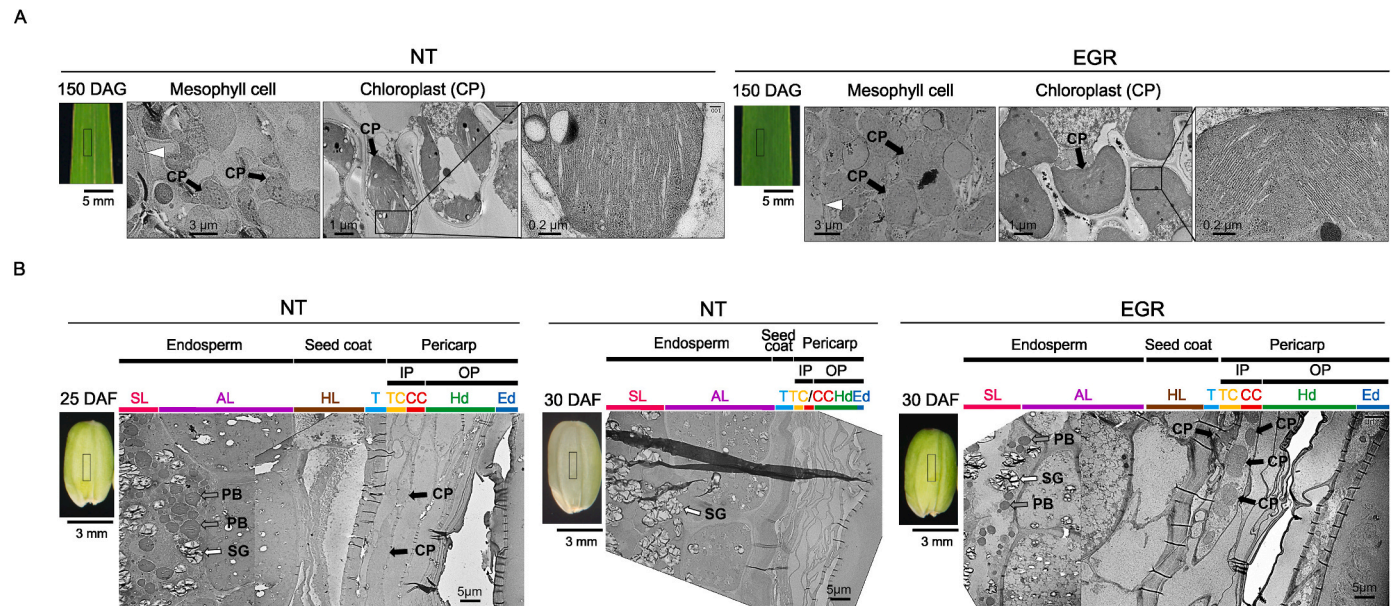 A
NT
EGR
150 DAG
Mesophyll cell
Chloroplast (CP)
150 DAG
Mesophyll cell
Chloroplast (CP)
CP
CP
CP
5 mm
3 µm
1 µm
0.2 µm
CP
CP
CP
5 mm
3 µm
1 µm
0.2 µm
B
NT
NT
EGR
Endosperm
Seed coat
Pericarp
IP
OP
25 DAF
SL
AL
HL
T
TC
CC
Hd
Ed
PB
PB
SG
CP
CP
3 mm
5µm
Endosperm
Seed
coat
Pericarp
IP
OP
30 DAF
SL
AL
T
TC/CC
Hd
Ed
SG
3 mm
5µm
Endosperm
Seed coat
Pericarp
IP
OP
30 DAF
SL
AL
HL
T
TC
CC
Hd
Ed
PB
SG
PB
CP
CP
CP
CP
3 mm
5µm